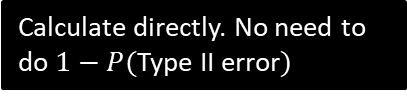 Calculate directly. No need to
do 1 − P(Type II error)